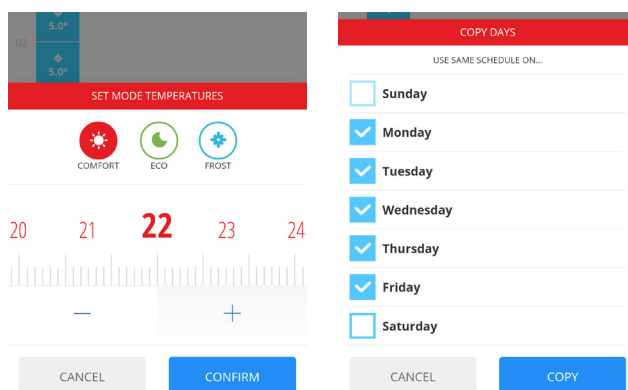 5.0°
02
5.0°
SET MODE TEMPERATURES
COMFORT ECO FROST
20 21 22 23 24
CANCEL CONFIRM
COPY DAYS
USE SAME SCHEDULE ON...
Sunday
Monday
Tuesday
Wednesday
Thursday
Friday
Saturday
CANCEL COPY